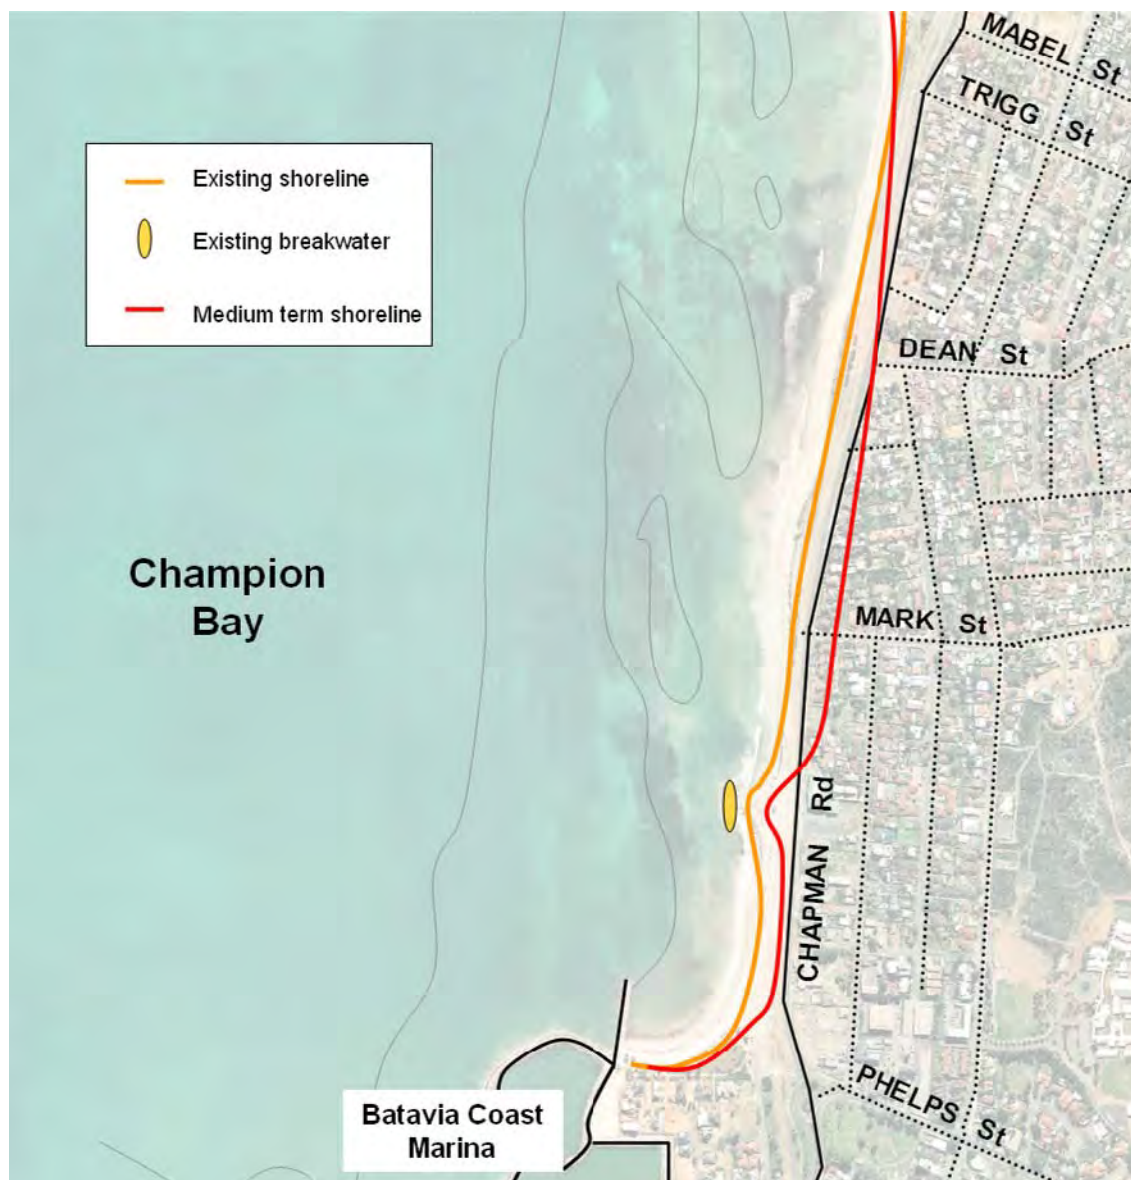 MABEL St
TRIGG St
Existing shoreline
Existing breakwater
Medium term shoreline
DEAN St
Champion
Bay
MARK St
CHAPMAN Rd
PHELPS St
Batavia Coast
Marina